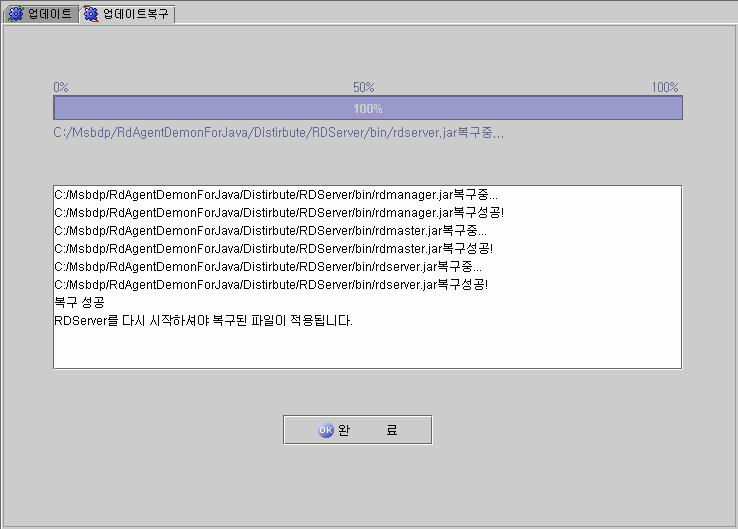 업데이트 업데이트복구
0% 50% 100%
100%
C:/Msbdp/RdAgentDemonForJava/Distirbute/RDServer/bin/rdserver.jar복구중...
C:/Msbdp/RdAgentDemonForJava/Distirbute/RDServer/bin/rdmanager.jar복구중...
C:/Msbdp/RdAgentDemonForJava/Distirbute/RDServer/bin/rdmanager.jar복구성공!
C:/Msbdp/RdAgentDemonForJava/Distirbute/RDServer/bin/rdmaster.jar복구중...
C:/Msbdp/RdAgentDemonForJava/Distirbute/RDServer/bin/rdmaster.jar복구성공!
C:/Msbdp/RdAgentDemonForJava/Distirbute/RDServer/bin/rdserver.jar복구중...
C:/Msbdp/RdAgentDemonForJava/Distirbute/RDServer/bin/rdserver.jar복구성공!
복구 성공
RDServer를 다시 시작하셔야 복구된 파일이 적용됩니다.
OK 완 료